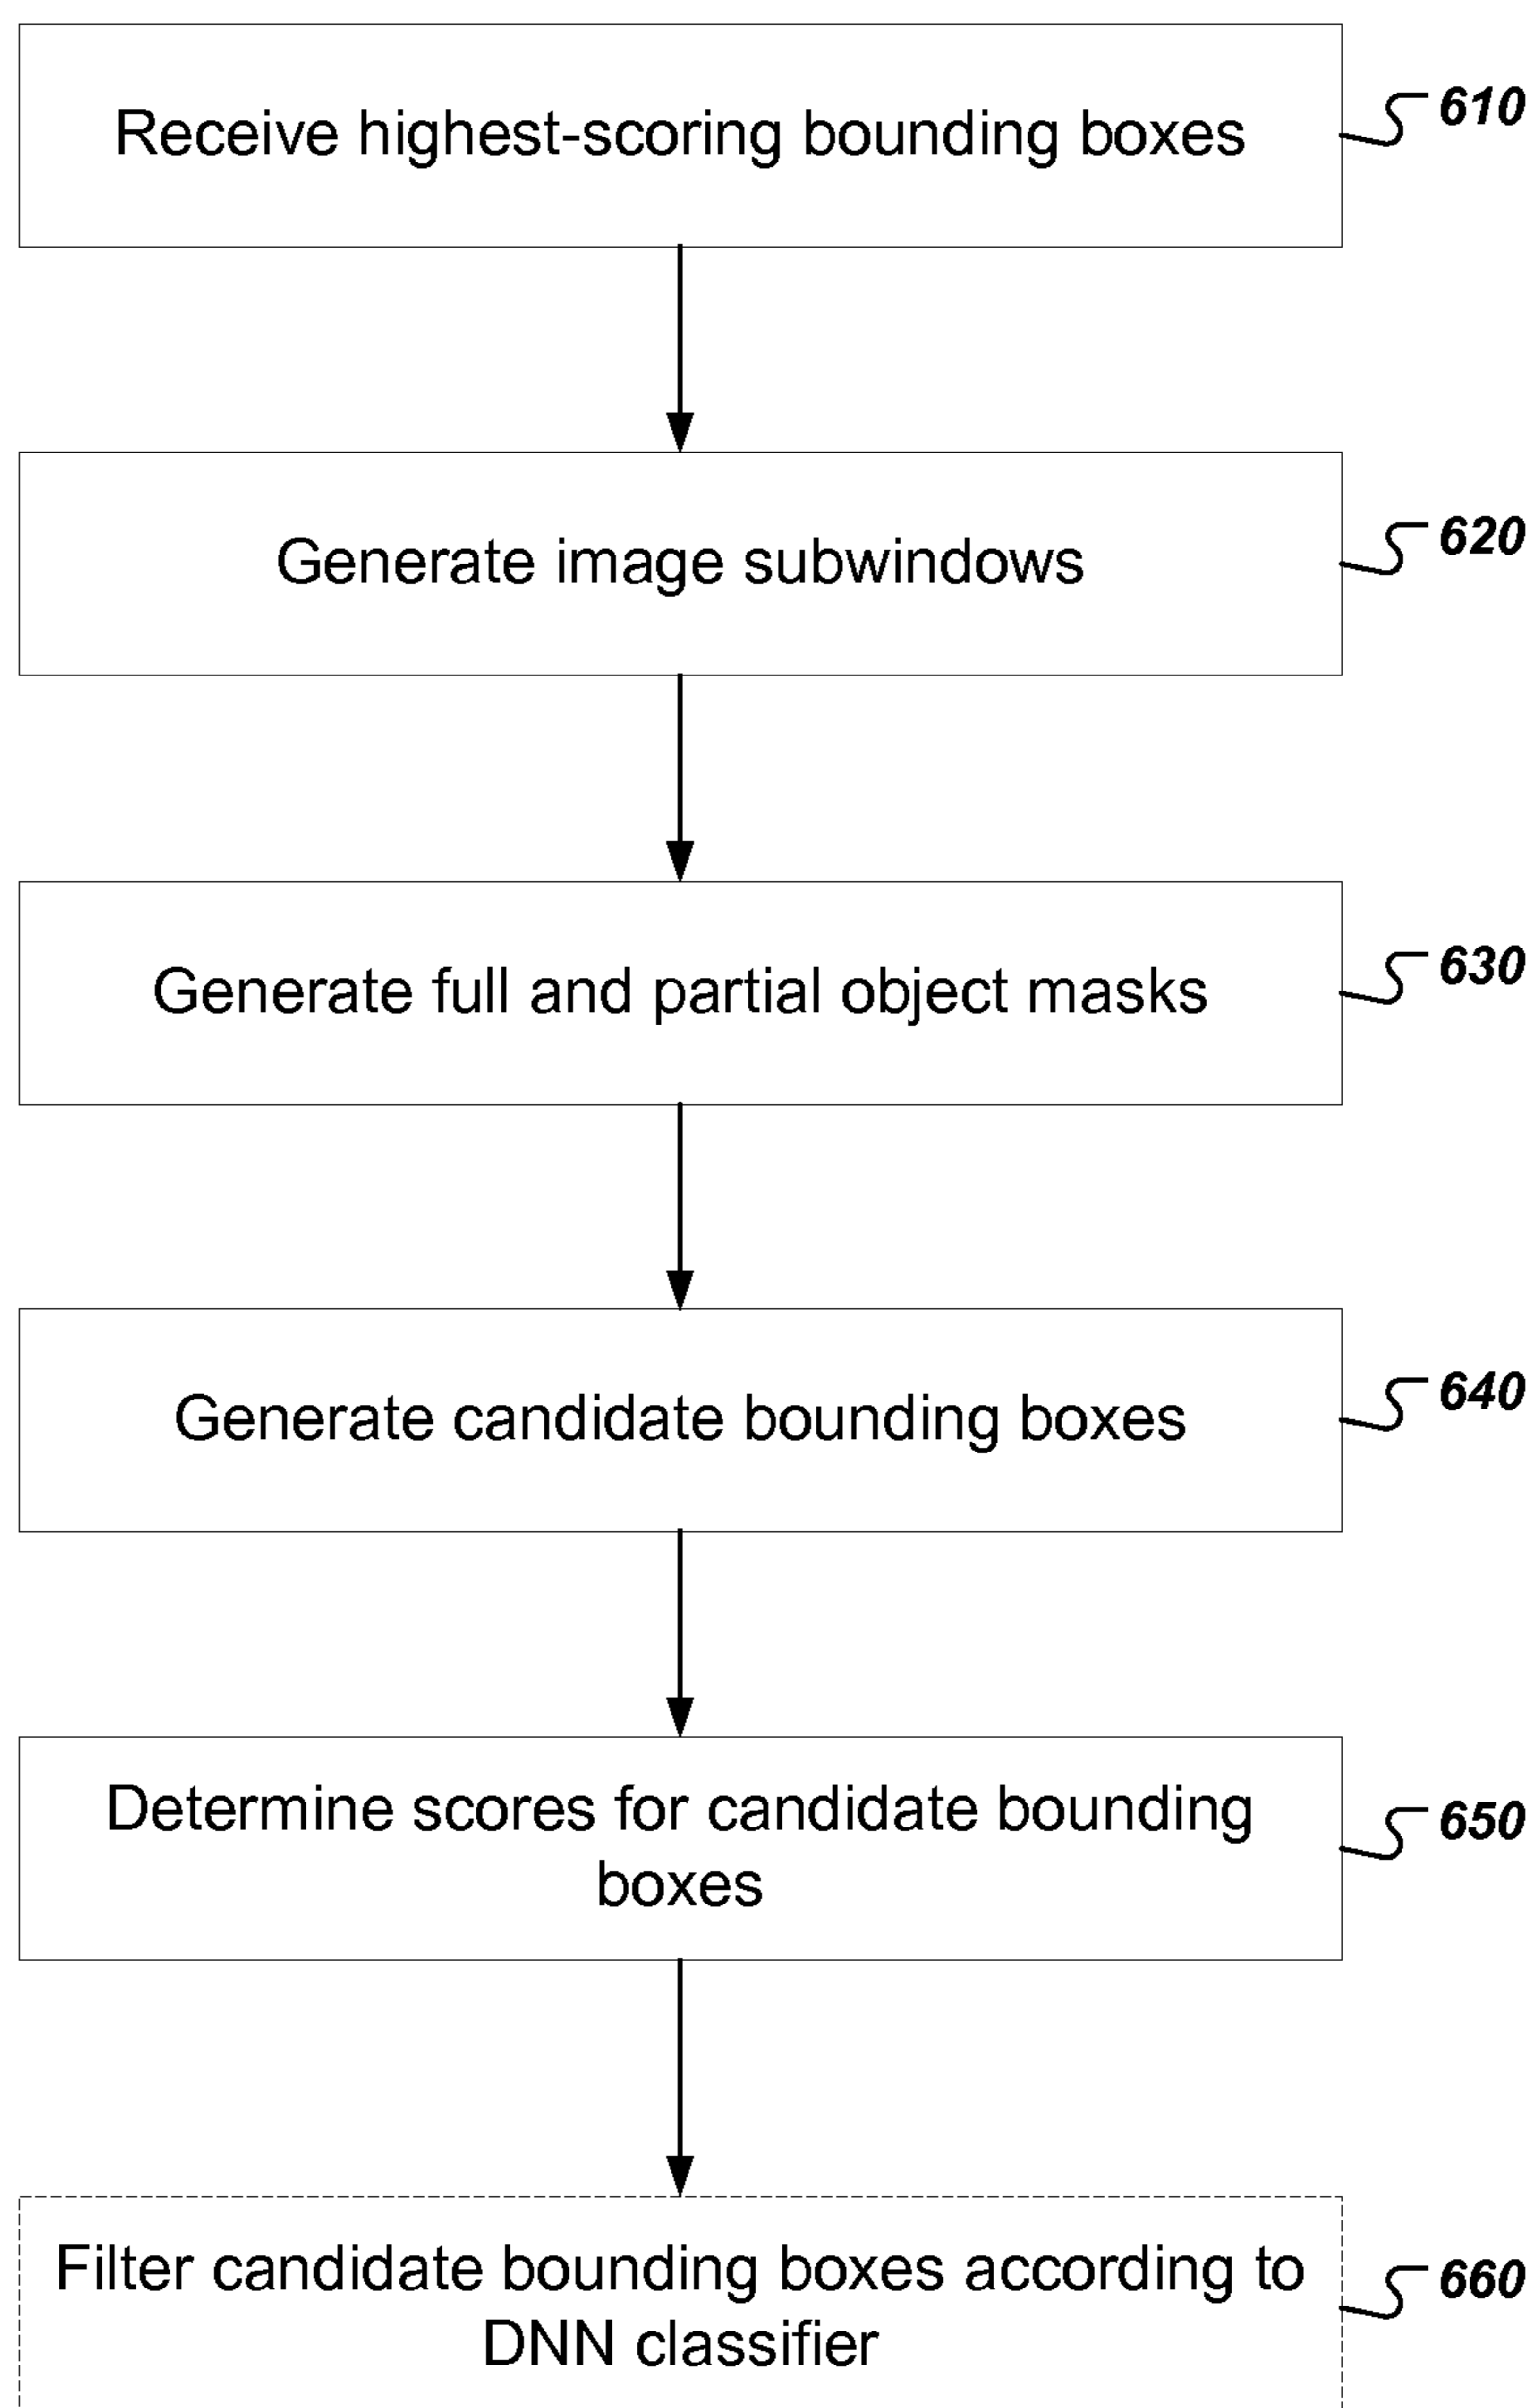 Receive highest-scoring bounding boxes
610
Generate image subwindows
620
Generate full and partial object masks
630
Generate candidate bounding boxes
640
Determine scores for candidate bounding
boxes
650
Filter candidate bounding boxes according to
DNN classifier
660